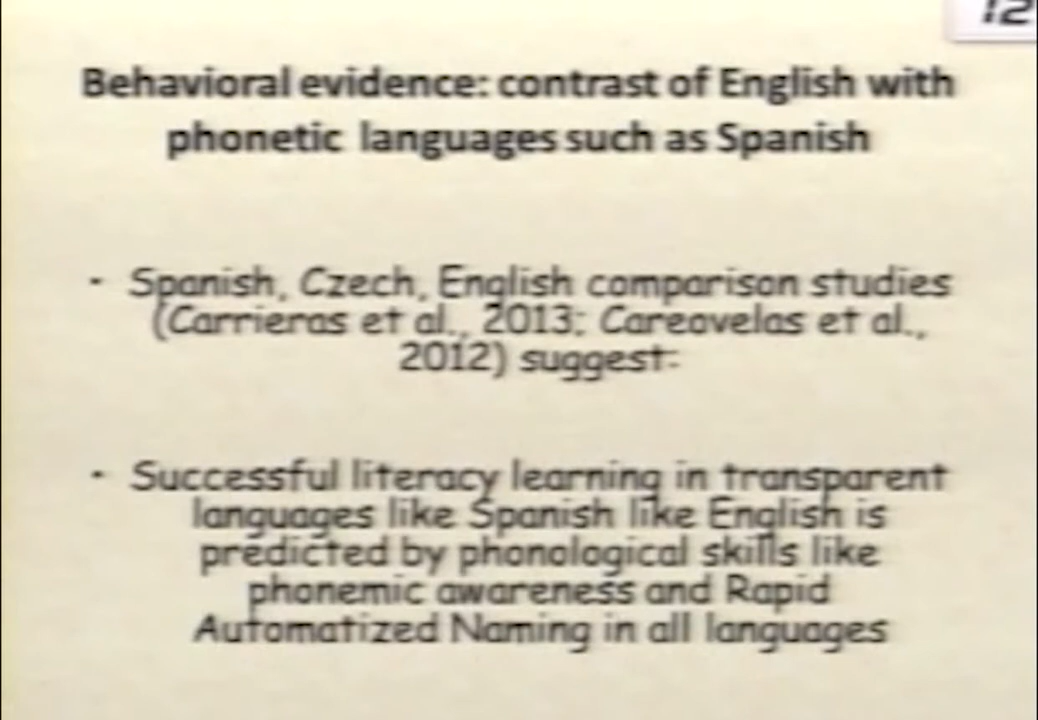 Behavioral evidence: contrast of English with
phonetic languages such as Spanish
• Spanish, Czech, English comparison studies
(Carrieras et al., 2013; Careovelas et al.,
2012) suggest:
• Successful literacy learning in transparent
languages like Spanish like English is
predicted by phonological skills like
phonemic awareness and Rapid
Automatized Naming in all languages